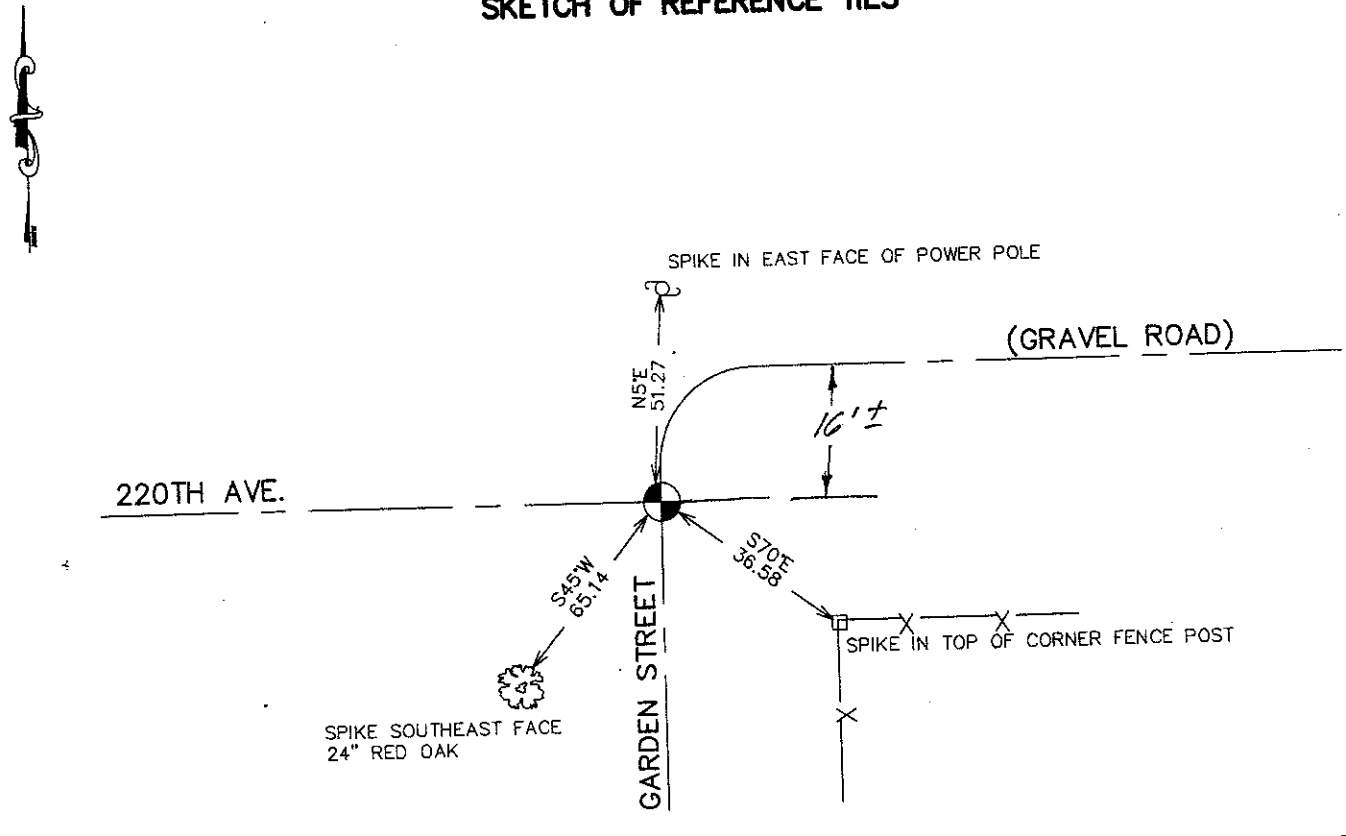 SKETCH OF REFERENCE TIES
SPIKE IN EAST FACE OF POWER POLE
(GRAVEL ROAD)
N5°E
51.27
16'±
220TH AVE.
S70°E
36.58
S45°W
65.14
GARDEN STREET
SPIKE IN TOP OF CORNER FENCE POST
SPIKE SOUTHEAST FACE
24" RED OAK